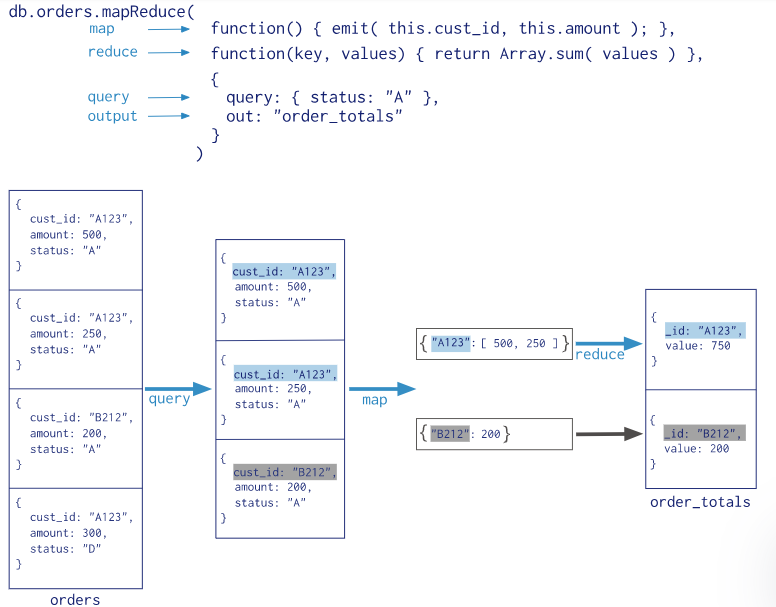 db.orders.mapReduce(
map function() { emit( this.cust_id, this.amount ); },
reduce function(key, values) { return Array.sum( values ) },
{
query query: { status: "A" },
output out: "order_totals"
}
)
{
cust_id: "A123",
amount: 500,
status: "A"
}
{
cust_id: "A123",
amount: 250,
status: "A"
}
{
cust_id: "B212",
amount: 200,
status: "A"
}
{
cust_id: "A123",
amount: 300,
status: "D"
}
orders
query
{
cust_id: "A123",
amount: 500,
status: "A"
}
{
cust_id: "A123",
amount: 250,
status: "A"
}
{
cust_id: "B212",
amount: 200,
status: "A"
}
map
{ "A123": [ 500, 250 ] }
{ "B212": 200 }
reduce
{
_id: "A123",
value: 750
}
{
_id: "B212",
value: 200
}
order_totals